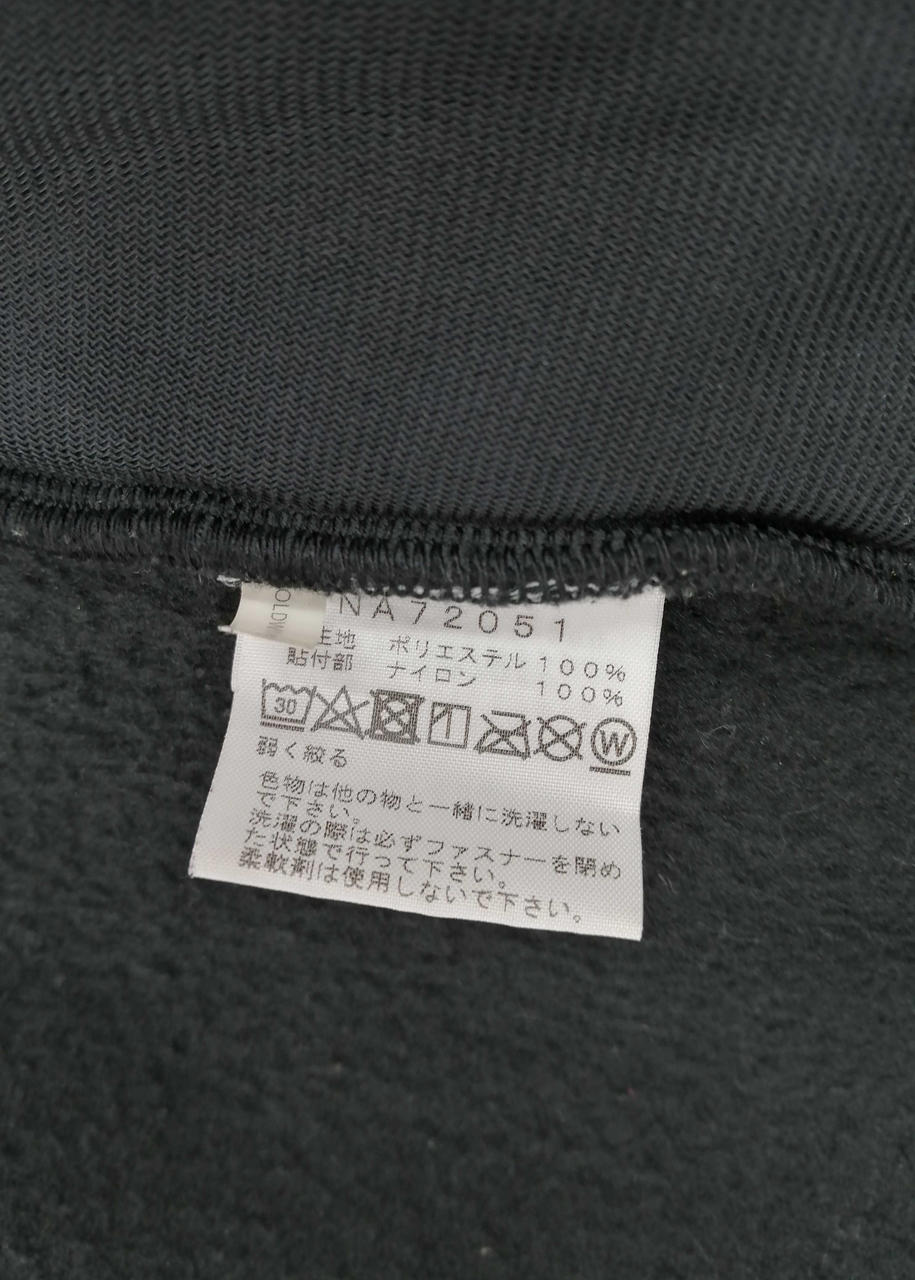 OLDW
NA72051
生地 ポリエステル 100%
貼付部 ナイロン 100%
30 W
弱く絞る
色物は他の物と一緒に洗濯しない
で下さい。
洗濯の際は必ずファスナーを閉め
た状態で行って下さい。
柔軟剤は使用しないで下さい。